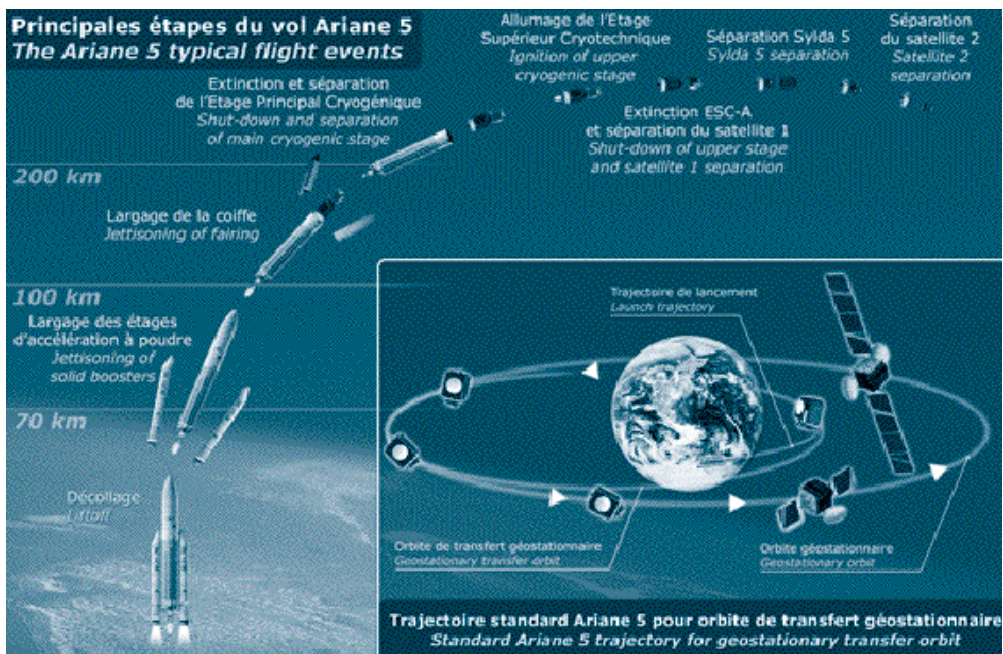 Principales étapes du vol Ariane 5
The Ariane 5 typical flight events
Allumage de l'Etage
Supérieur Cryotechnique
Ignition of upper
cryogenic stage
Séparation Sylda 5
Sylda 5 separation
Séparation
du satellite 2
Satellite 2
separation
Extinction et séparation
de l'Etage Principal Cryogénique
Shut-down and separation
of main cryogenic stage
Extinction ESC-A
et séparation du satellite 1
Shut-down of upper stage
and satellite 1 separation
200 km
Largage de la coiffe
Jettisoning of fairing
100 km
Largage des étages
d'accélération à poudre
Jettisoning of
solid boosters
70 km
Décollage
Liftoff
Trajectoire de lancement
Launch trajectory
Orbite de transfert géostationnaire
Geostationary transfer orbit
Orbite géostationnaire
Geostationary orbit
Trajectoire standard Ariane 5 pour orbite de transfert géostationnaire
Standard Ariane 5 trajectory for geostationary transfer orbit